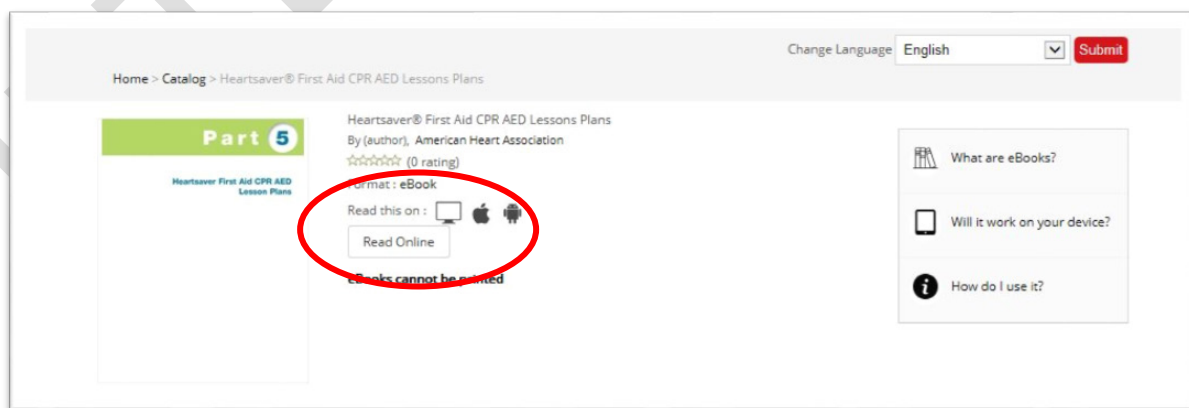 Change Language English Submit
Home > Catalog > Heartsaver® First Aid CPR AED Lessons Plans
Part 5
Heartsaver First Aid CPR AED
Lesson Plans
Heartsaver® First Aid CPR AED Lessons Plans
By (author), American Heart Association
(0 rating)
Format : eBook
Read this on :
Read Online
eBooks cannot be printed
What are eBooks?
Will it work on your device?
How do I use it?